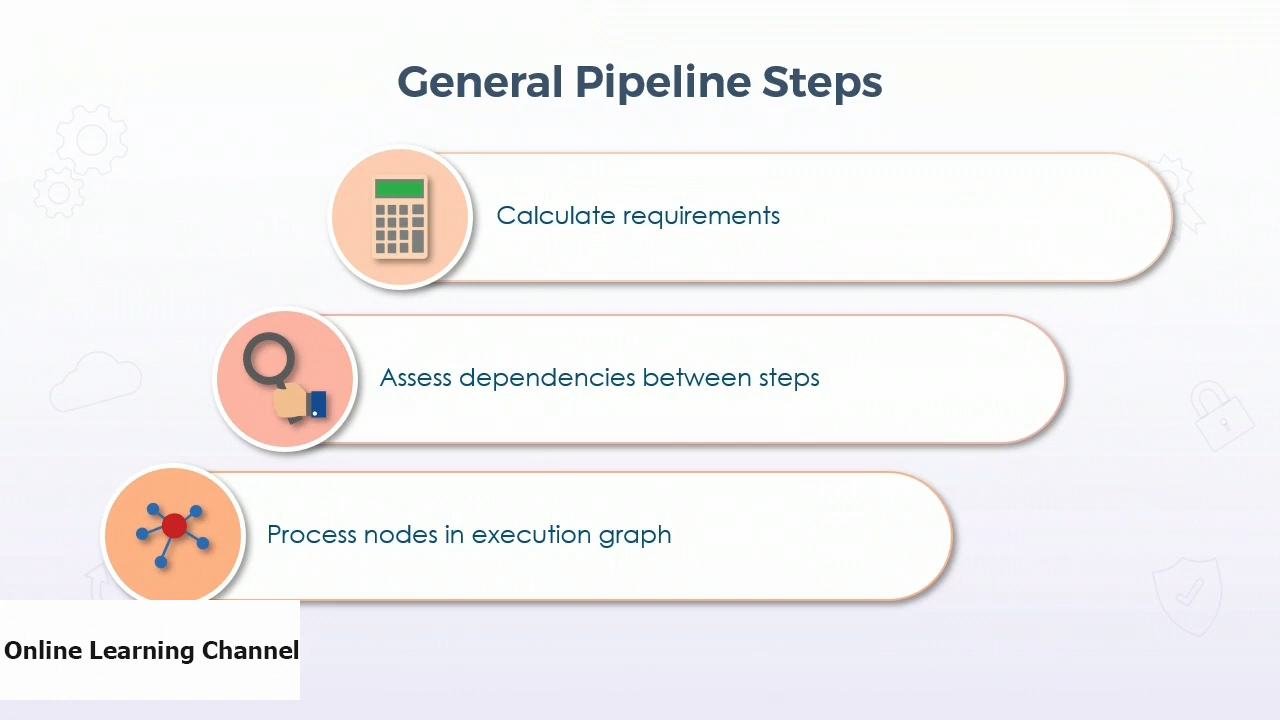 General Pipeline Steps
Calculate requirements
Assess dependencies between steps
Process nodes in execution graph
Online Learning Channel